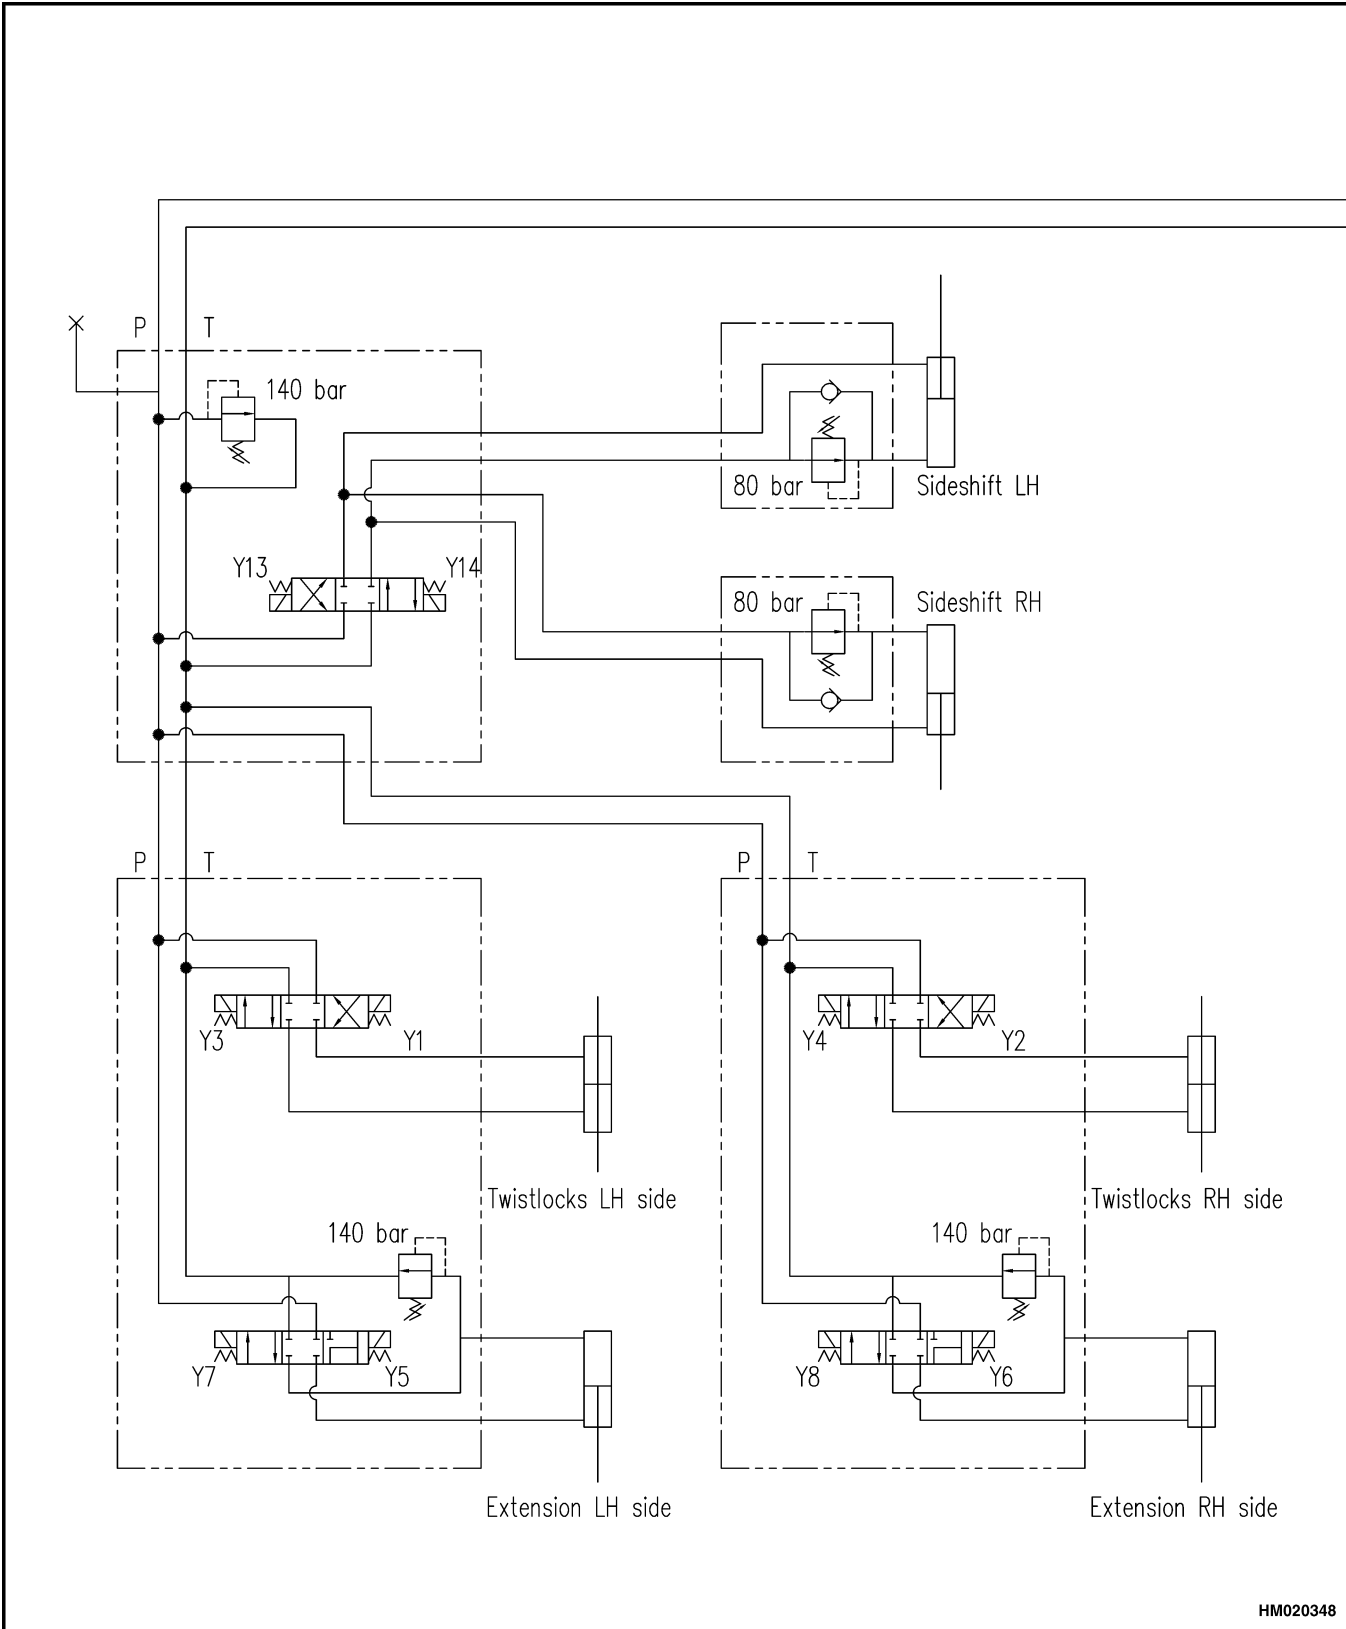 P T
140 bar
80 bar Sideshift LH
Y13 Y14
80 bar Sideshift RH
P T P T
Y3 Y1 Y4 Y2
Twistlocks LH side Twistlocks RH side
140 bar 140 bar
Y7 Y5 Y8 Y6
Extension LH side Extension RH side
HM020348